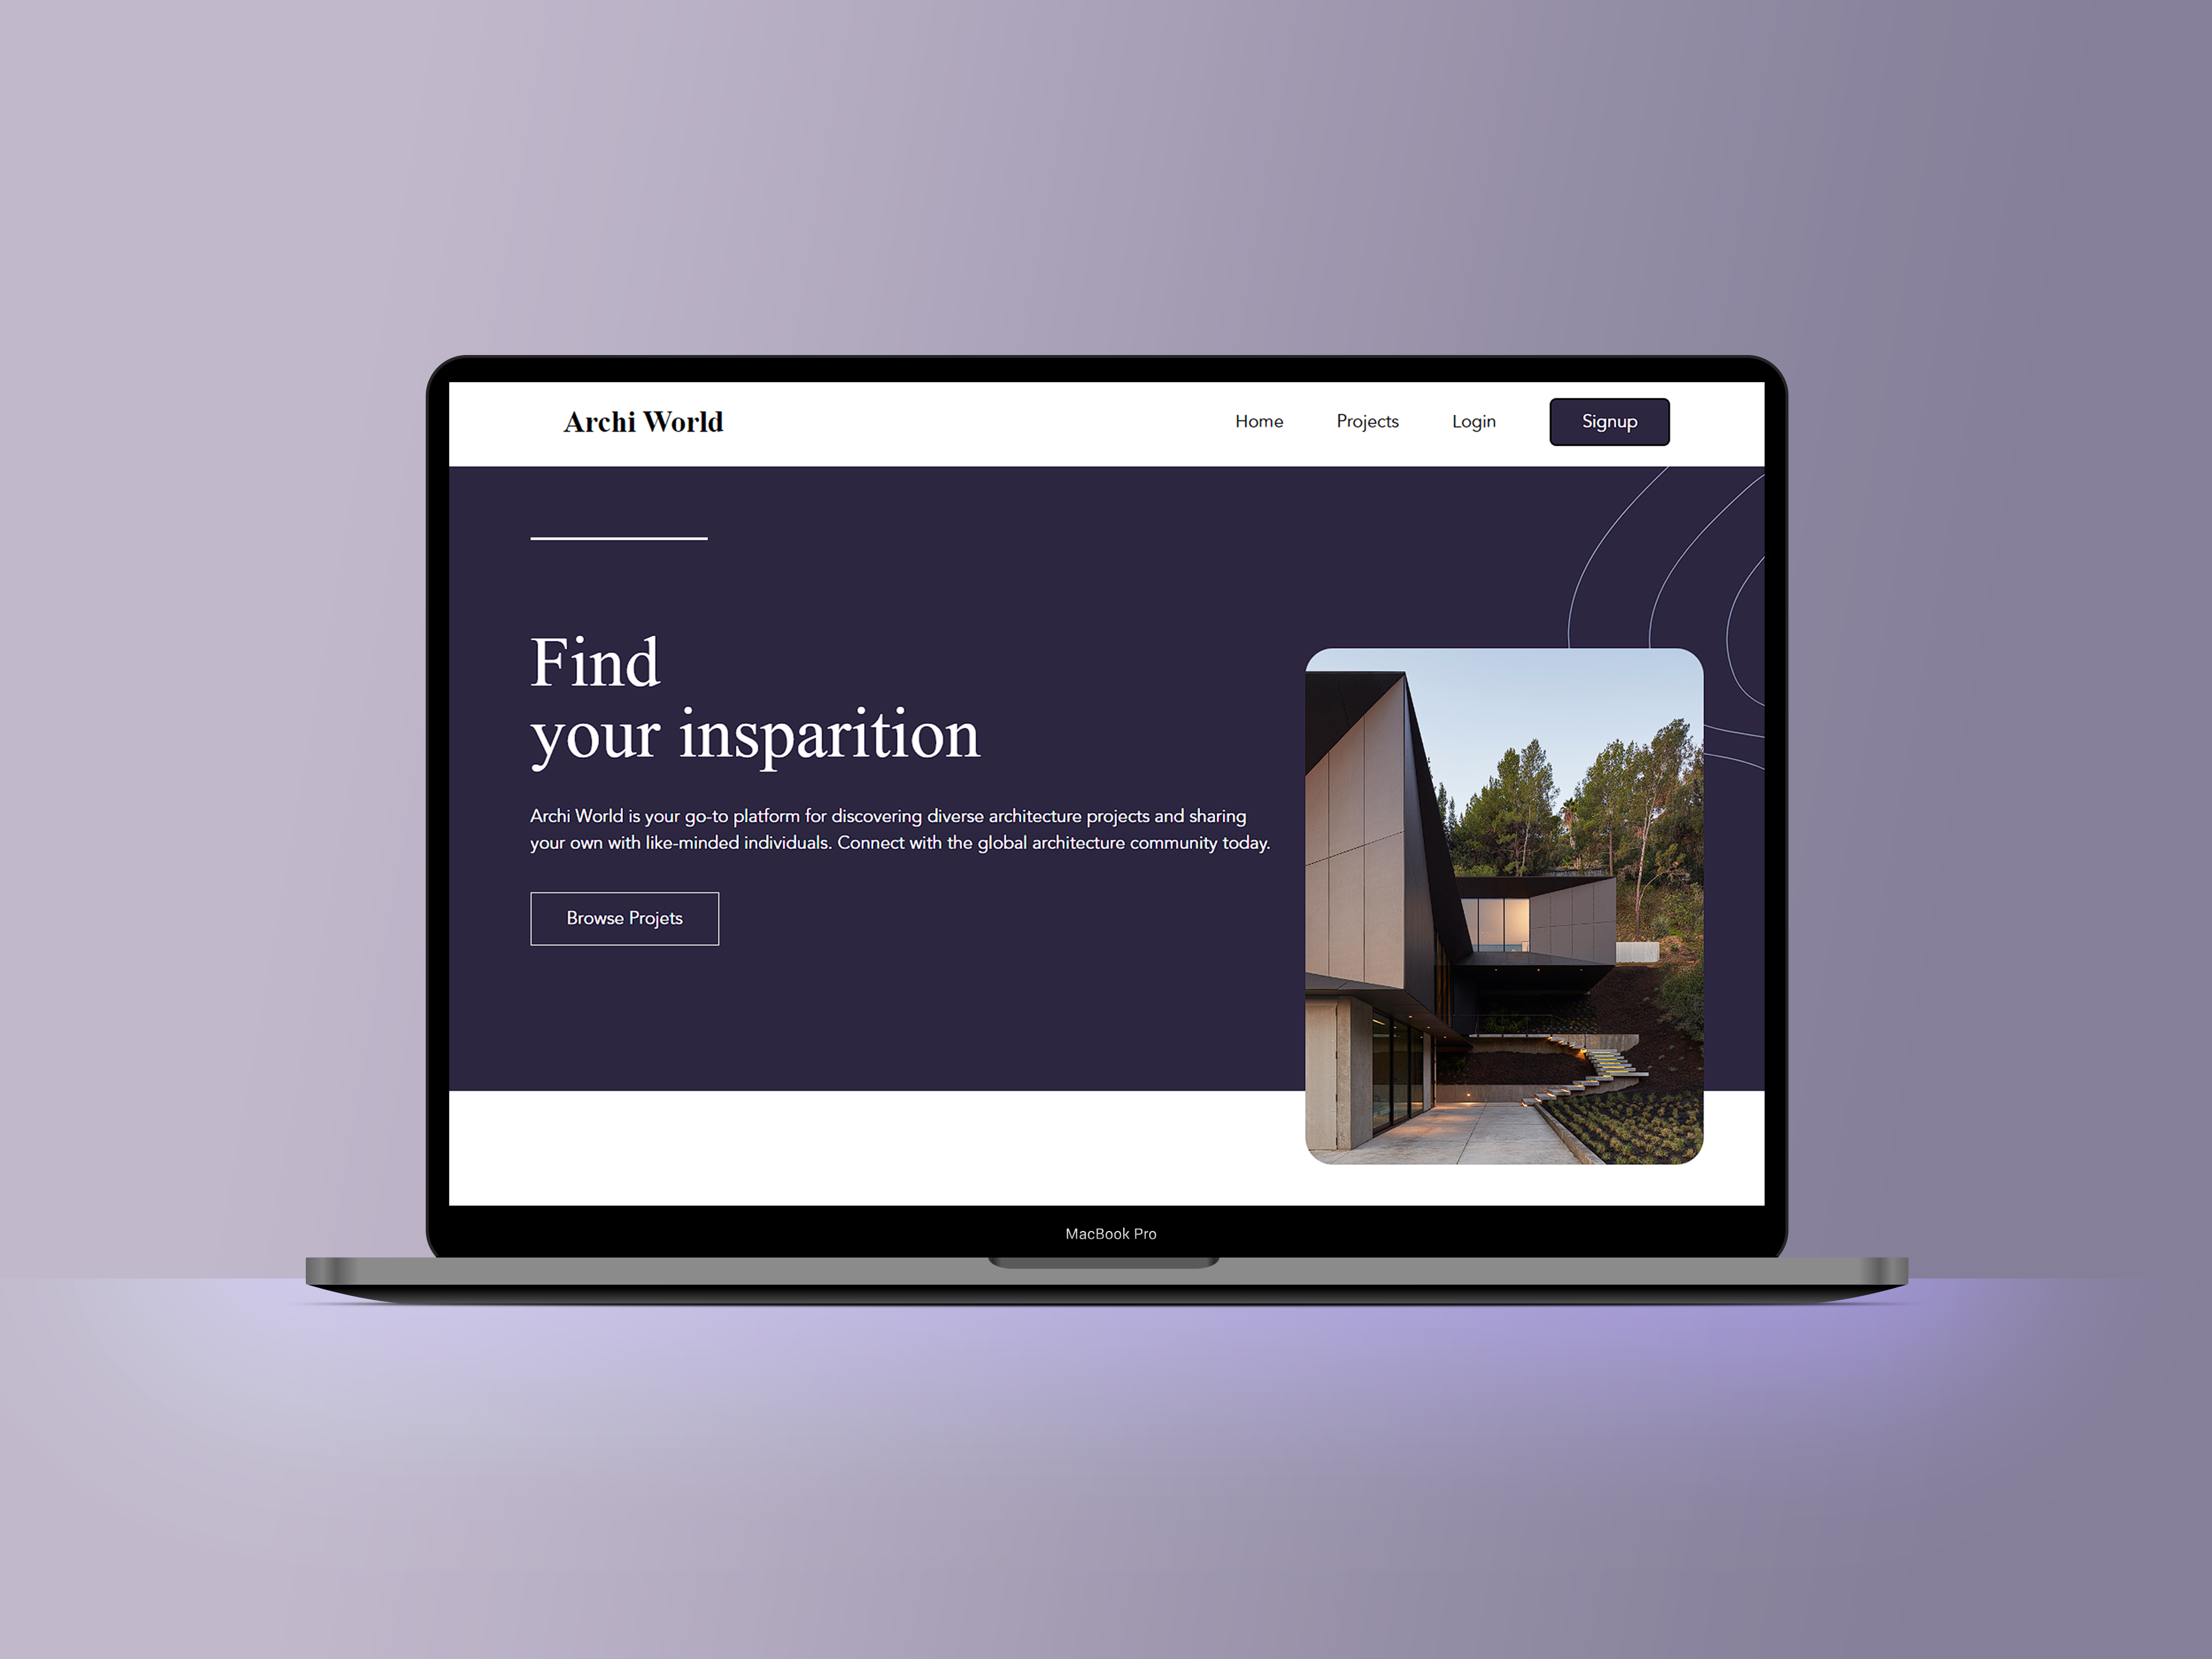 Archi World
Home Projects Login Signup
Find
your insparition
Archi World is your go-to platform for discovering diverse architecture projects and sharing
your own with like-minded individuals. Connect with the global architecture community today.
Browse Projets
MacBook Pro